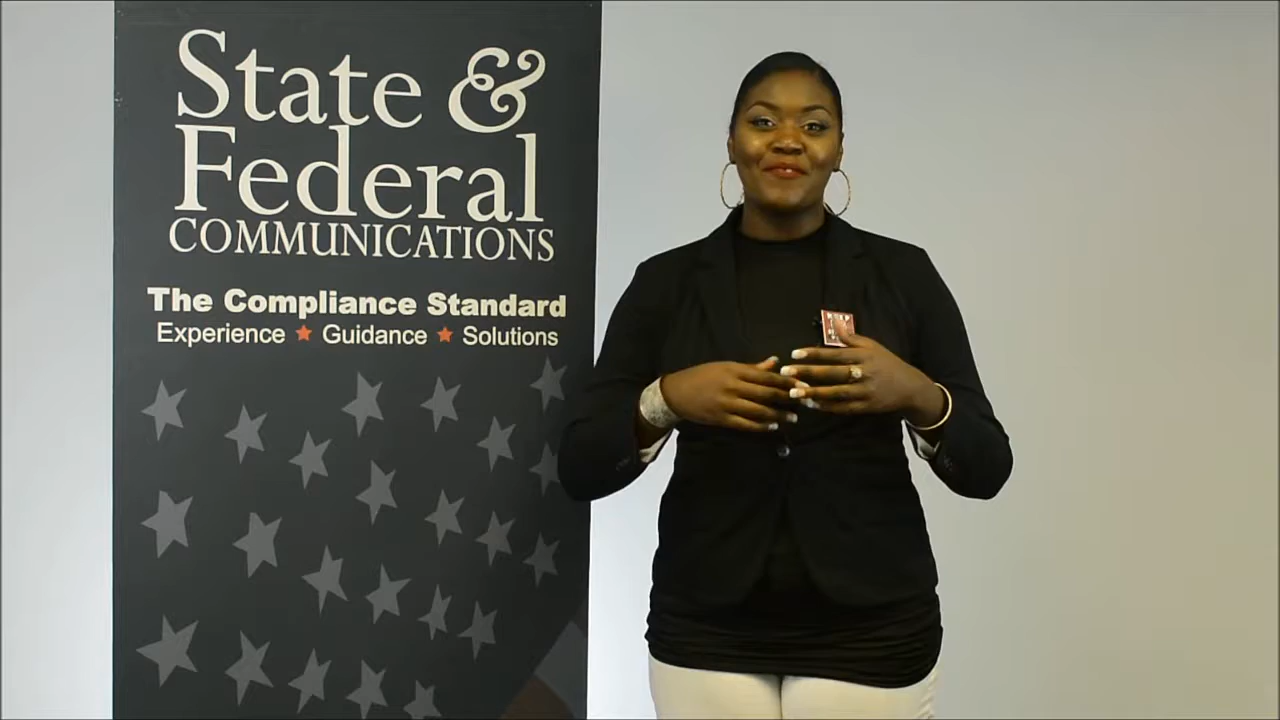 State &
Federal
COMMUNICATIONS
The Compliance Standard
Experience ★ Guidance ★ Solutions